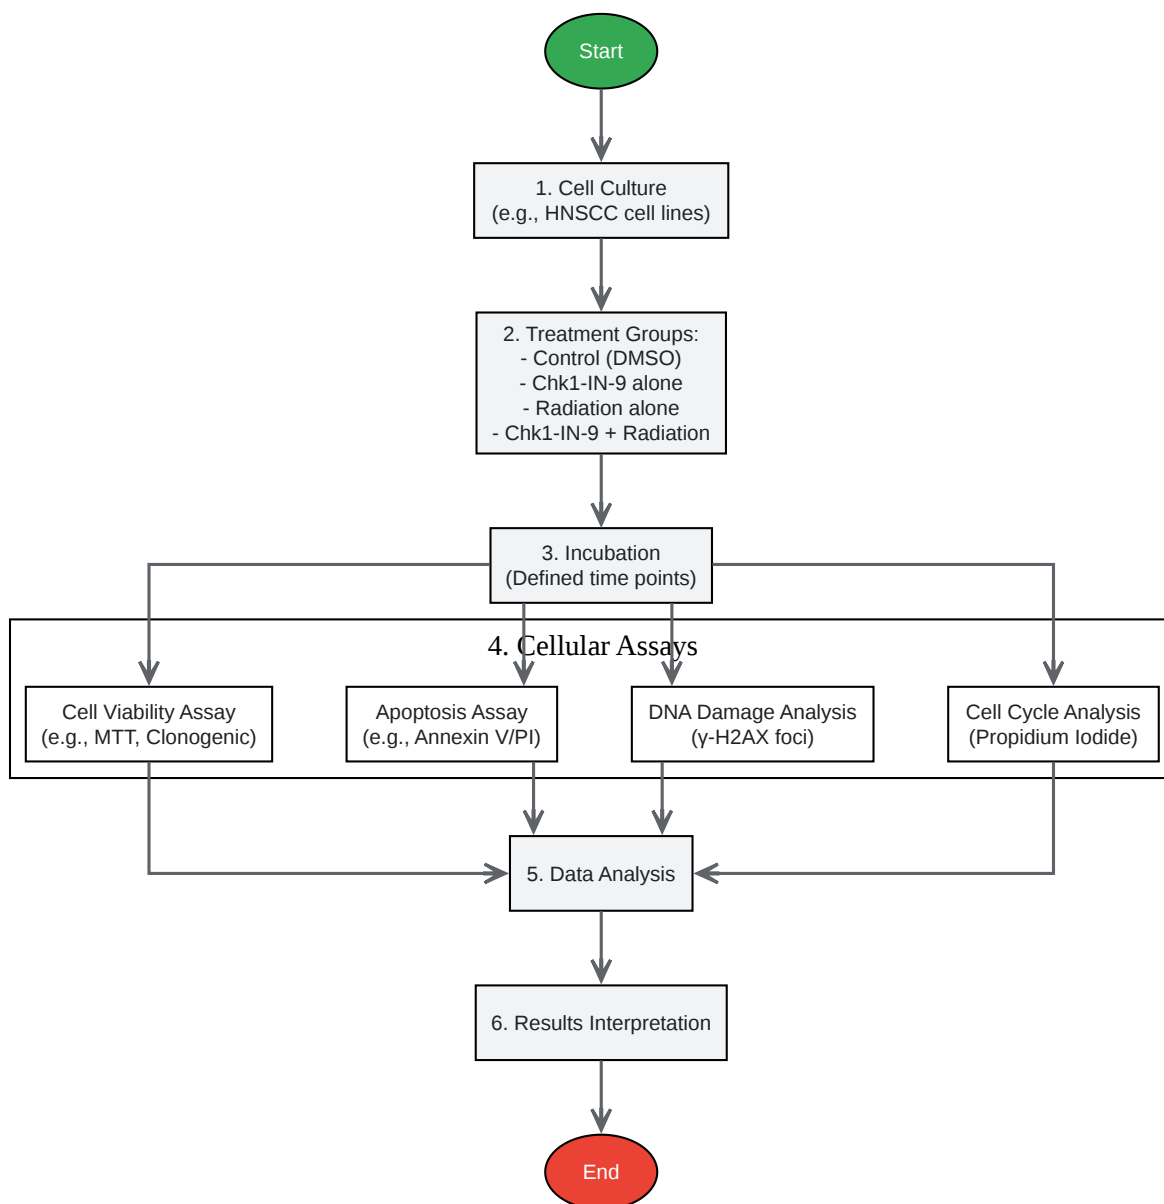 Start
1. Cell Culture
(e.g., HNSCC cell lines)
2. Treatment Groups:
- Control (DMSO)
- Chk1-IN-9 alone
- Radiation alone
- Chk1-IN-9 + Radiation
3. Incubation
(Defined time points)
4. Cellular Assays
Cell Viability Assay
(e.g., MTT, Clonogenic)
Apoptosis Assay
(e.g., Annexin V/PI)
DNA Damage Analysis
(γ-H2AX foci)
Cell Cycle Analysis
(Propidium Iodide)
5. Data Analysis
6. Results Interpretation
End